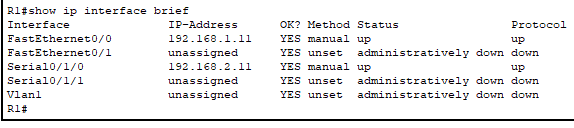 R1#show ip interface brief
Interface IP-Address OK? Method Status Protocol
FastEthernet0/0 192.168.1.11 YES manual up up
FastEthernet0/1 unassigned YES unset administratively down down
Serial0/1/0 192.168.2.11 YES manual up up
Serial0/1/1 unassigned YES unset administratively down down
Vlan1 unassigned YES unset administratively down down
R1#